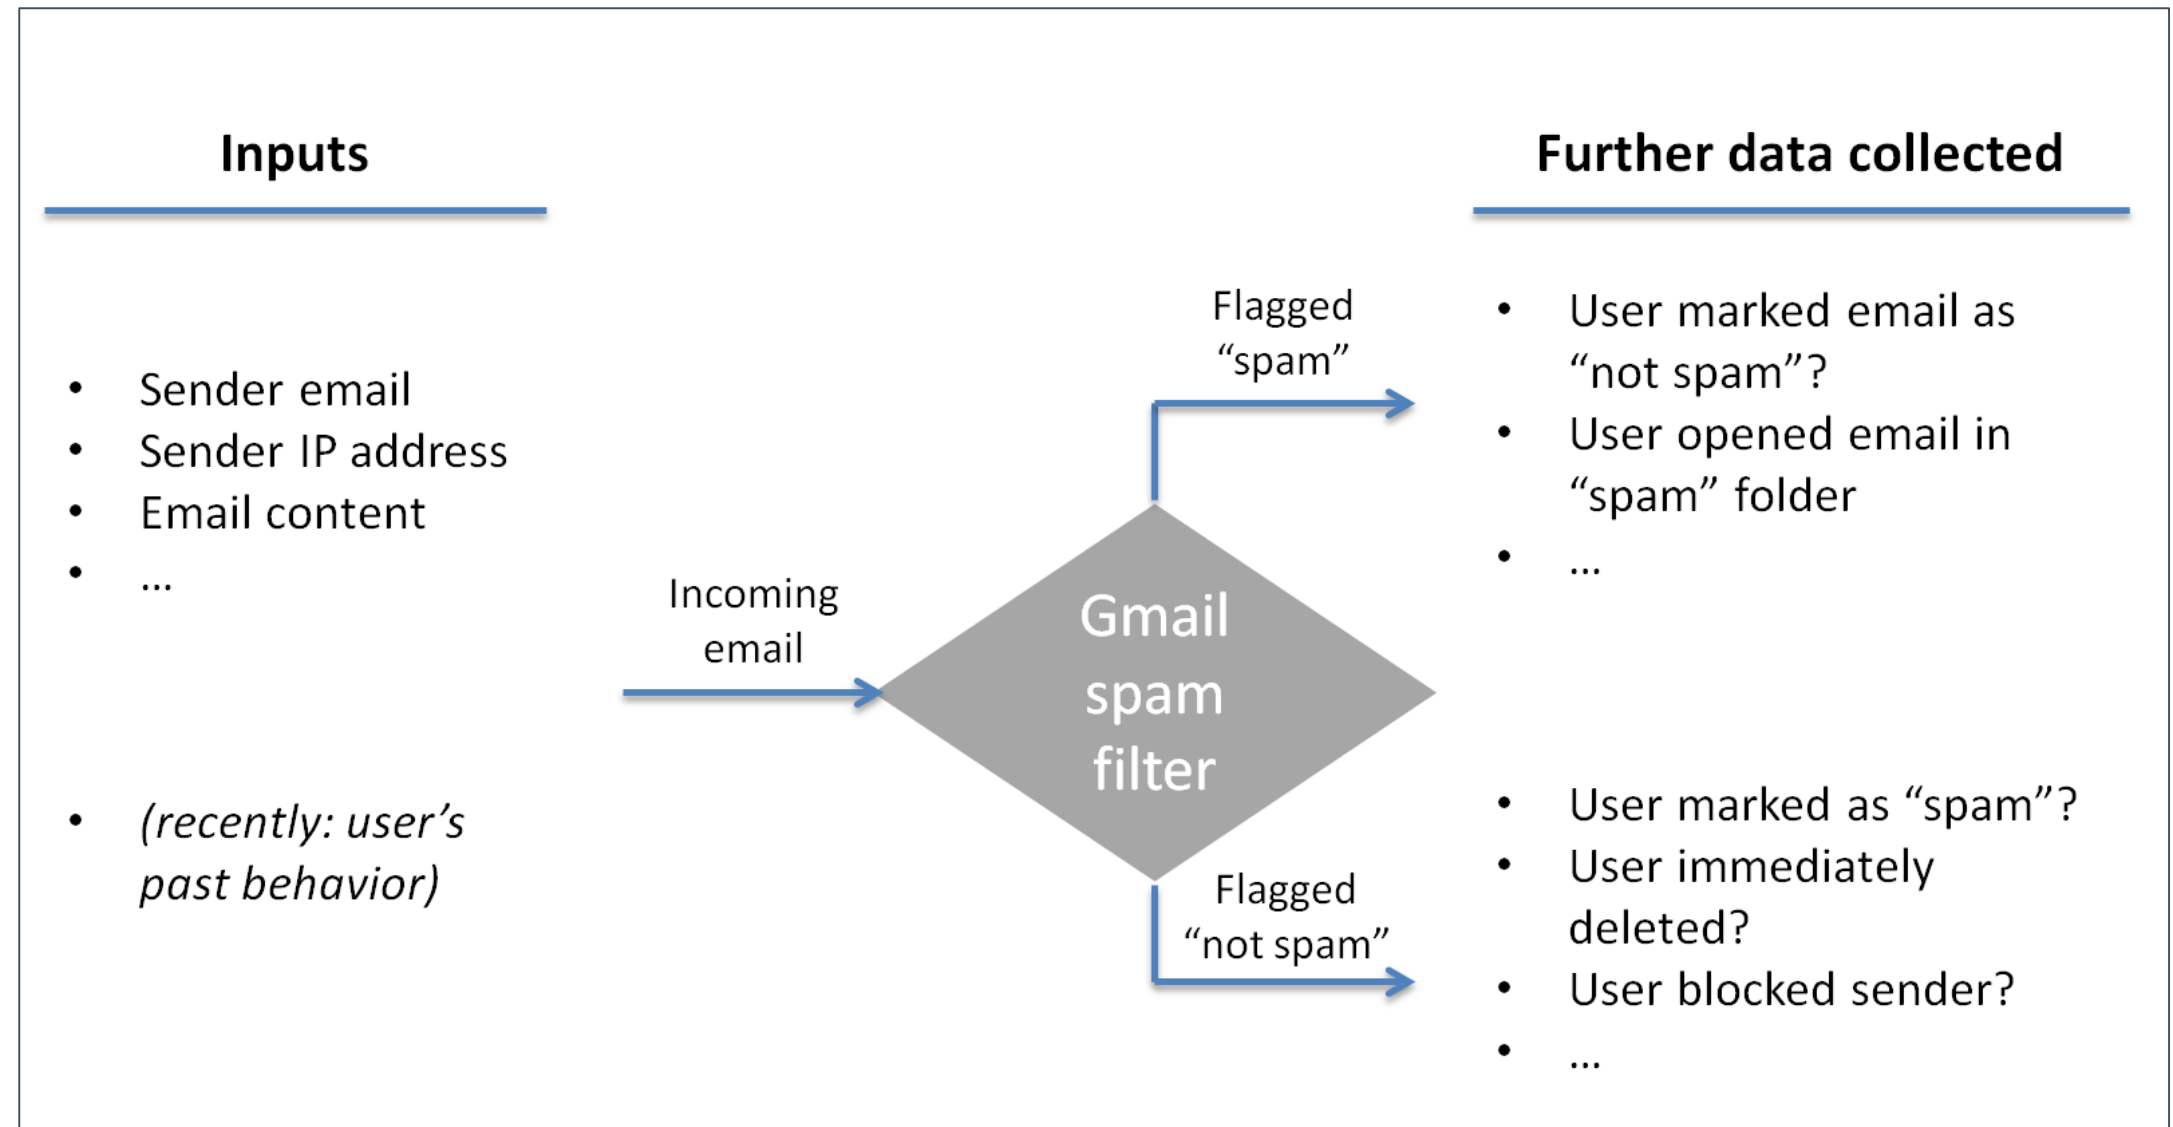 Inputs
• Sender email
• Sender IP address
• Email content
• ...
• (recently: user’s
past behavior)
Incoming
email
Gmail
spam
filter
Flagged
“spam”
Flagged
“not spam”
Further data collected
• User marked email as
“not spam”?
• User opened email in
“spam” folder
• ...
• User marked as “spam”?
• User immediately
deleted?
• User blocked sender?
• ...